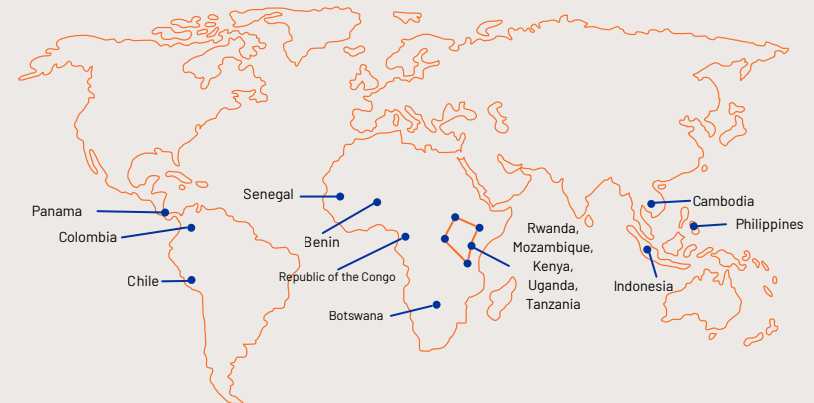 Senegal
Cambodia
Panama
Philippines
Rwanda,
Colombia
Benin
Mozambique,
Kenya,
Republic of the Congo
Chile
Uganda,
Indonesia
Tanzania
Botswana